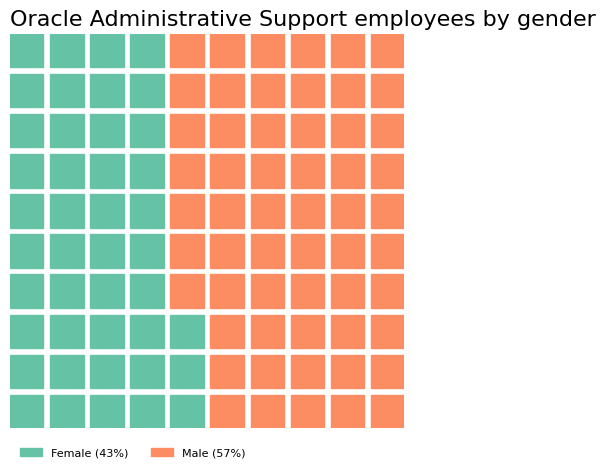 Oracle Administrative Support employees by gender
Female (43%) Male (57%)